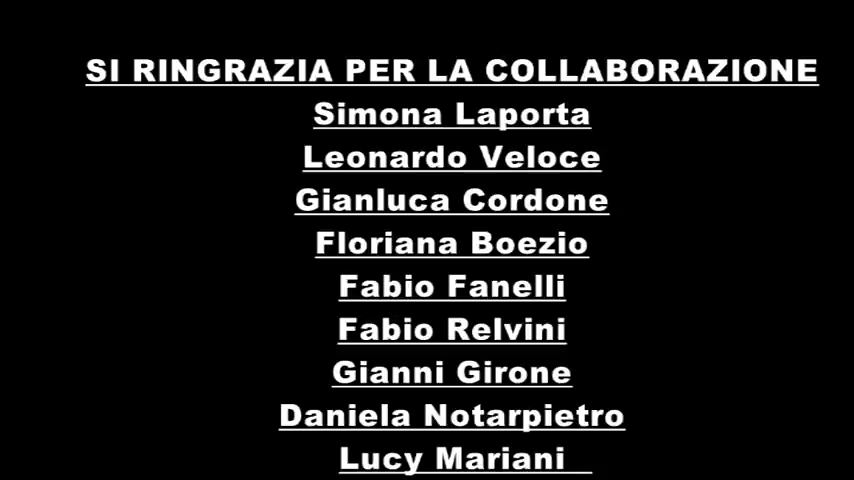 SI RINGRAZIA PER LA COLLABORAZIONE
Simona Laporta
Leonardo Veloce
Gianluca Cordone
Floriana Boezio
Fabio Fanelli
Fabio Relvini
Gianni Girone
Daniela Notarpietro
Lucy Mariani